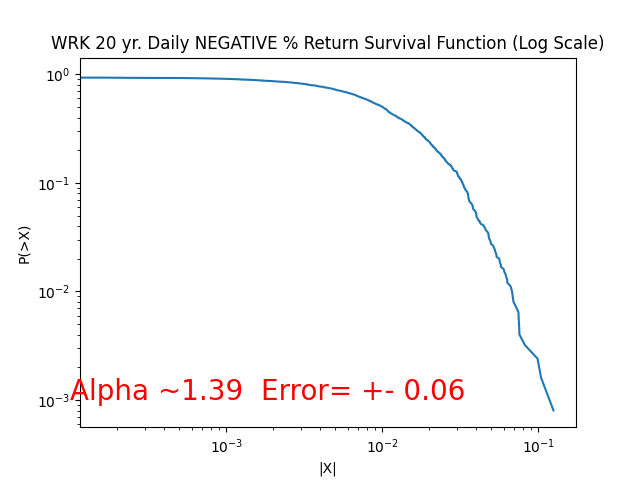 WRK 20 yr. Daily NEGATIVE % Return Survival Function (Log Scale)
10⁰
10⁻¹
10⁻²
10⁻³
P(>X)
Alpha ~1.39  Error= +- 0.06
10⁻³ 10⁻² 10⁻¹
|X|